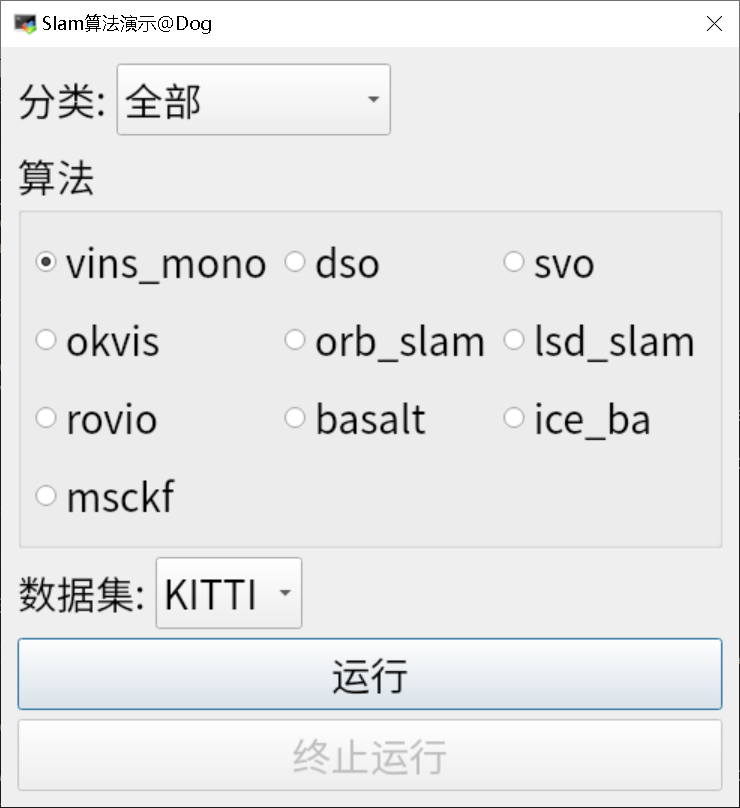 Slam算法演示@Dog
分类: 全部
算法
vins_mono dso svo
okvis orb_slam lsd_slam
rovio basalt ice_ba
msckf
数据集: KITTI
运行
终止运行